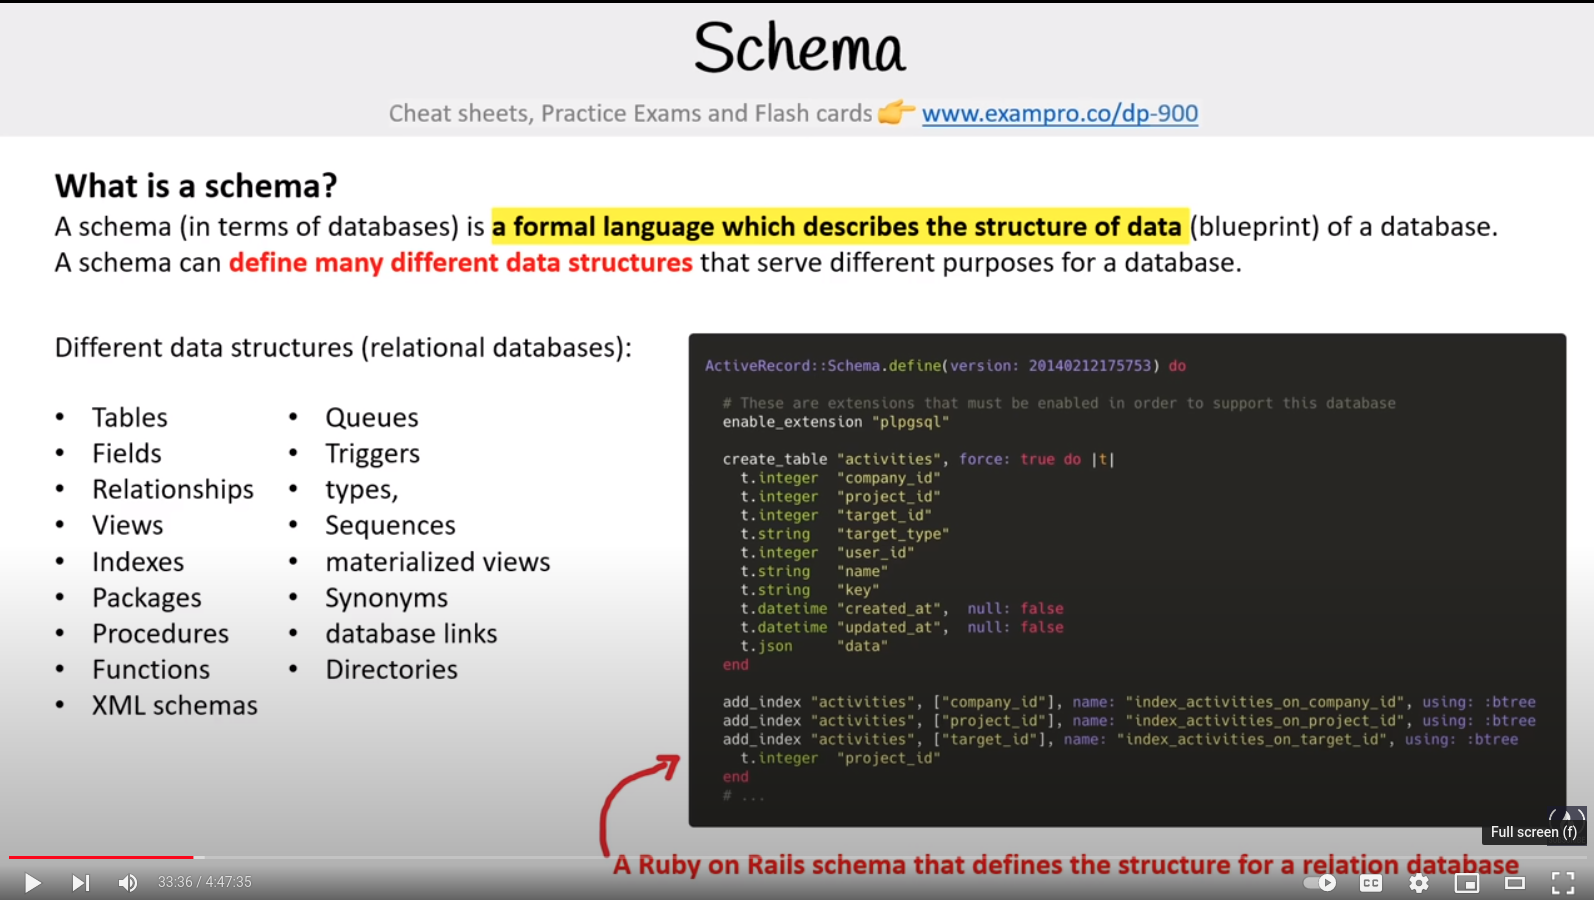 Schema
Cheat sheets, Practice Exams and Flash cards 👉 www.exampro.co/dp-900
What is a schema?
A schema (in terms of databases) is a formal language which describes the structure of data (blueprint) of a database.
A schema can define many different data structures that serve different purposes for a database.
Different data structures (relational databases):
• Tables
• Fields
• Relationships
• Views
• Indexes
• Packages
• Procedures
• Functions
• XML schemas
• Queues
• Triggers
• types,
• Sequences
• materialized views
• Synonyms
• database links
• Directories
ActiveRecord::Schema.define(version: 20140212175753) do
# These are extensions that must be enabled in order to support this database
enable_extension "plpgsql"
create_table "activities", force: true do |t|
t.integer "company_id"
t.integer "project_id"
t.integer "target_id"
t.string "target_type"
t.integer "user_id"
t.string "name"
t.string "key"
t.datetime "created_at", null: false
t.datetime "updated_at", null: false
t.json "data"
end
add_index "activities", ["company_id"], name: "index_activities_on_company_id", using: :btree
add_index "activities", ["project_id"], name: "index_activities_on_project_id", using: :btree
add_index "activities", ["target_id"], name: "index_activities_on_target_id", using: :btree
t.integer "project_id"
end
# ...
Full screen (f)
A Ruby on Rails schema that defines the structure for a relation database
33:36 / 4:47:35
CC